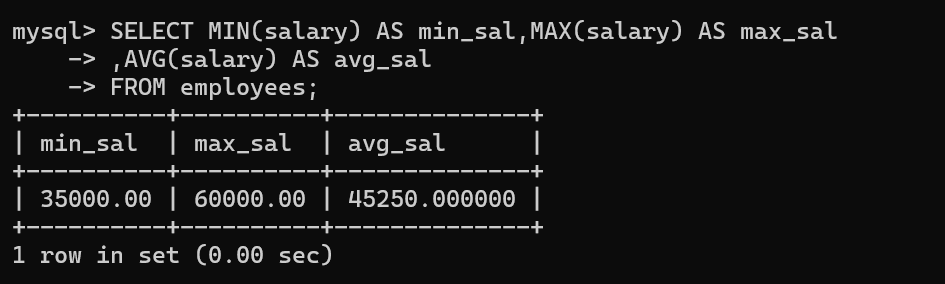 mysql> SELECT MIN(salary) AS min_sal,MAX(salary) AS max_sal
    -> ,AVG(salary) AS avg_sal
    -> FROM employees;
+----------+----------+--------------+
| min_sal  | max_sal  | avg_sal      |
+----------+----------+--------------+
| 35000.00 | 60000.00 | 45250.000000 |
+----------+----------+--------------+
1 row in set (0.00 sec)